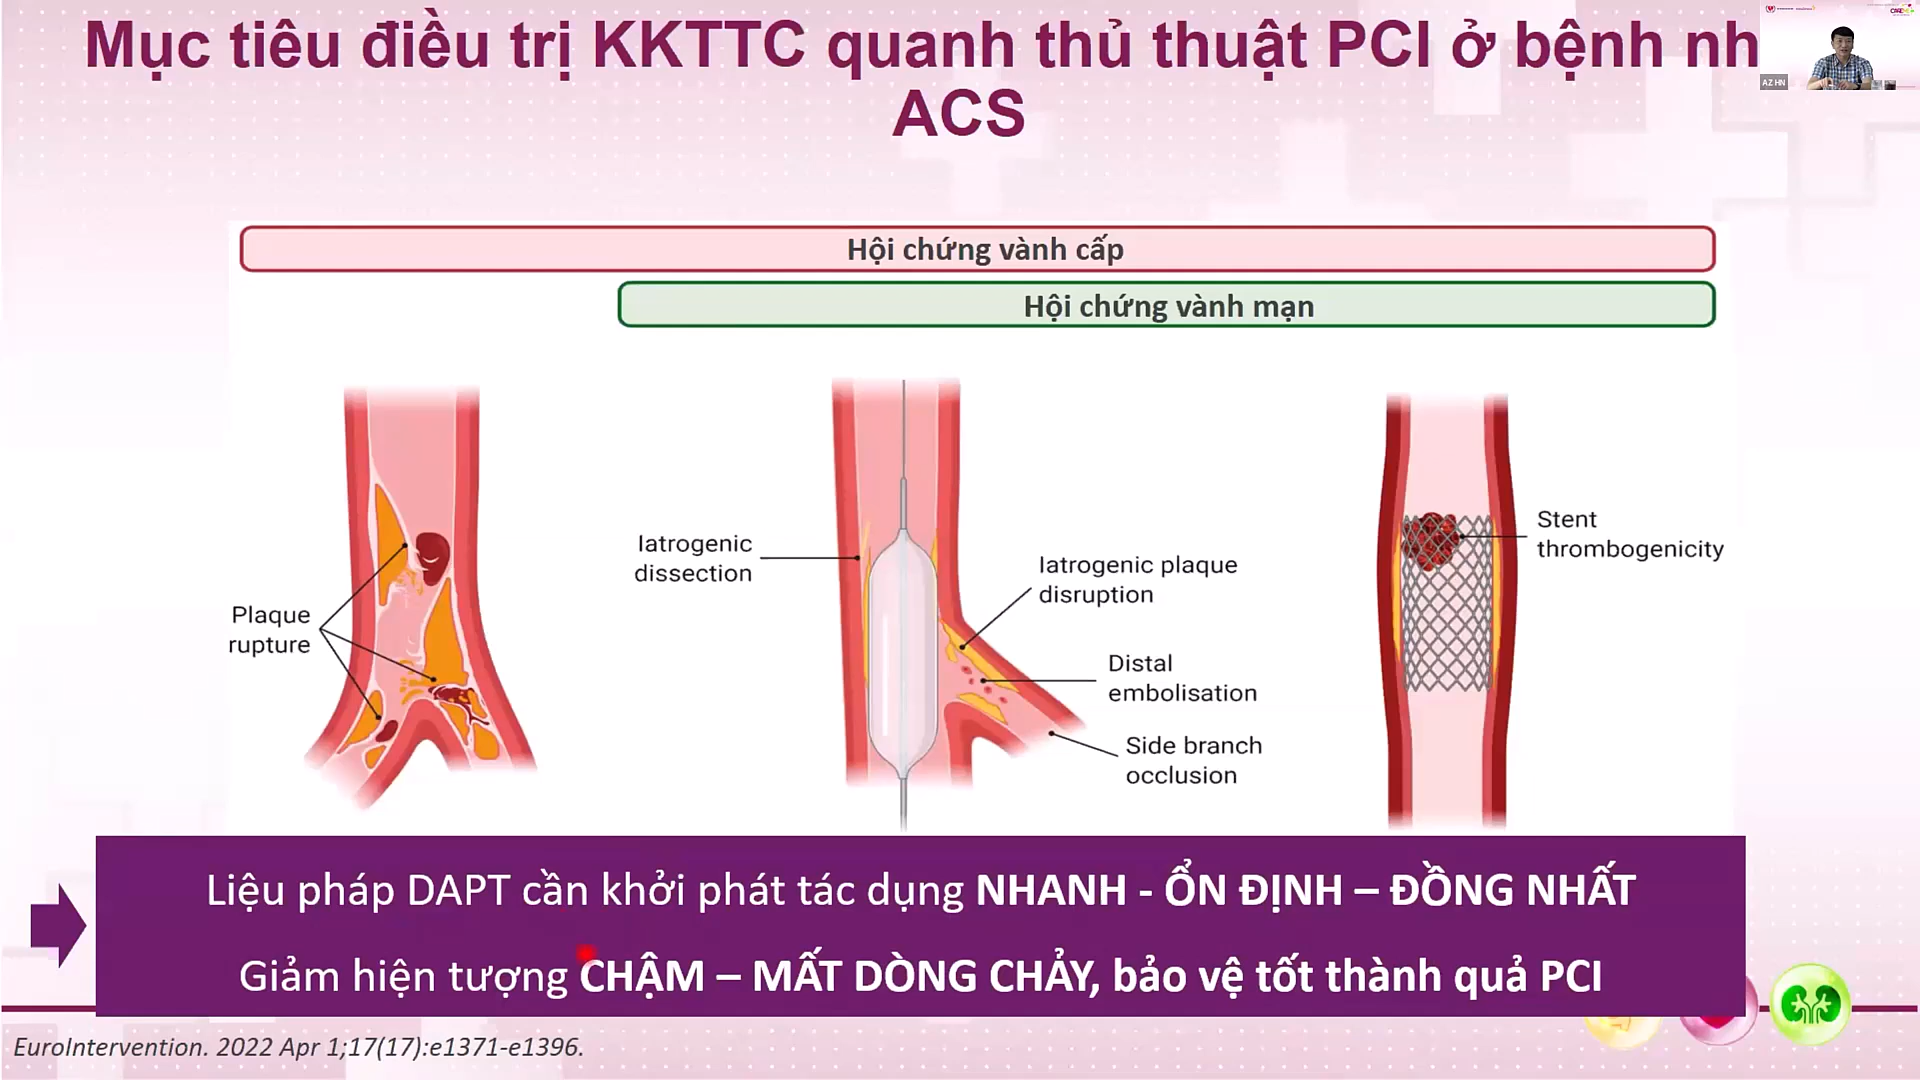 Mục tiêu điều trị KKTTC quanh thủ thuật PCI ở bệnh nh
ACS
AZ HN
Hội chứng vành cấp
Hội chứng vành mạn
Plaque
rupture
Iatrogenic
dissection
Iatrogenic plaque
disruption
Distal
embolisation
Side branch
occlusion
Stent
thrombogenicity
Liệu pháp DAPT cần khởi phát tác dụng NHANH - ỔN ĐỊNH – ĐỒNG NHẤT
Giảm hiện tượng CHẬM – MẤT DÒNG CHẢY, bảo vệ tốt thành quả PCI
EuroIntervention. 2022 Apr 1;17(17):e1371-e1396.